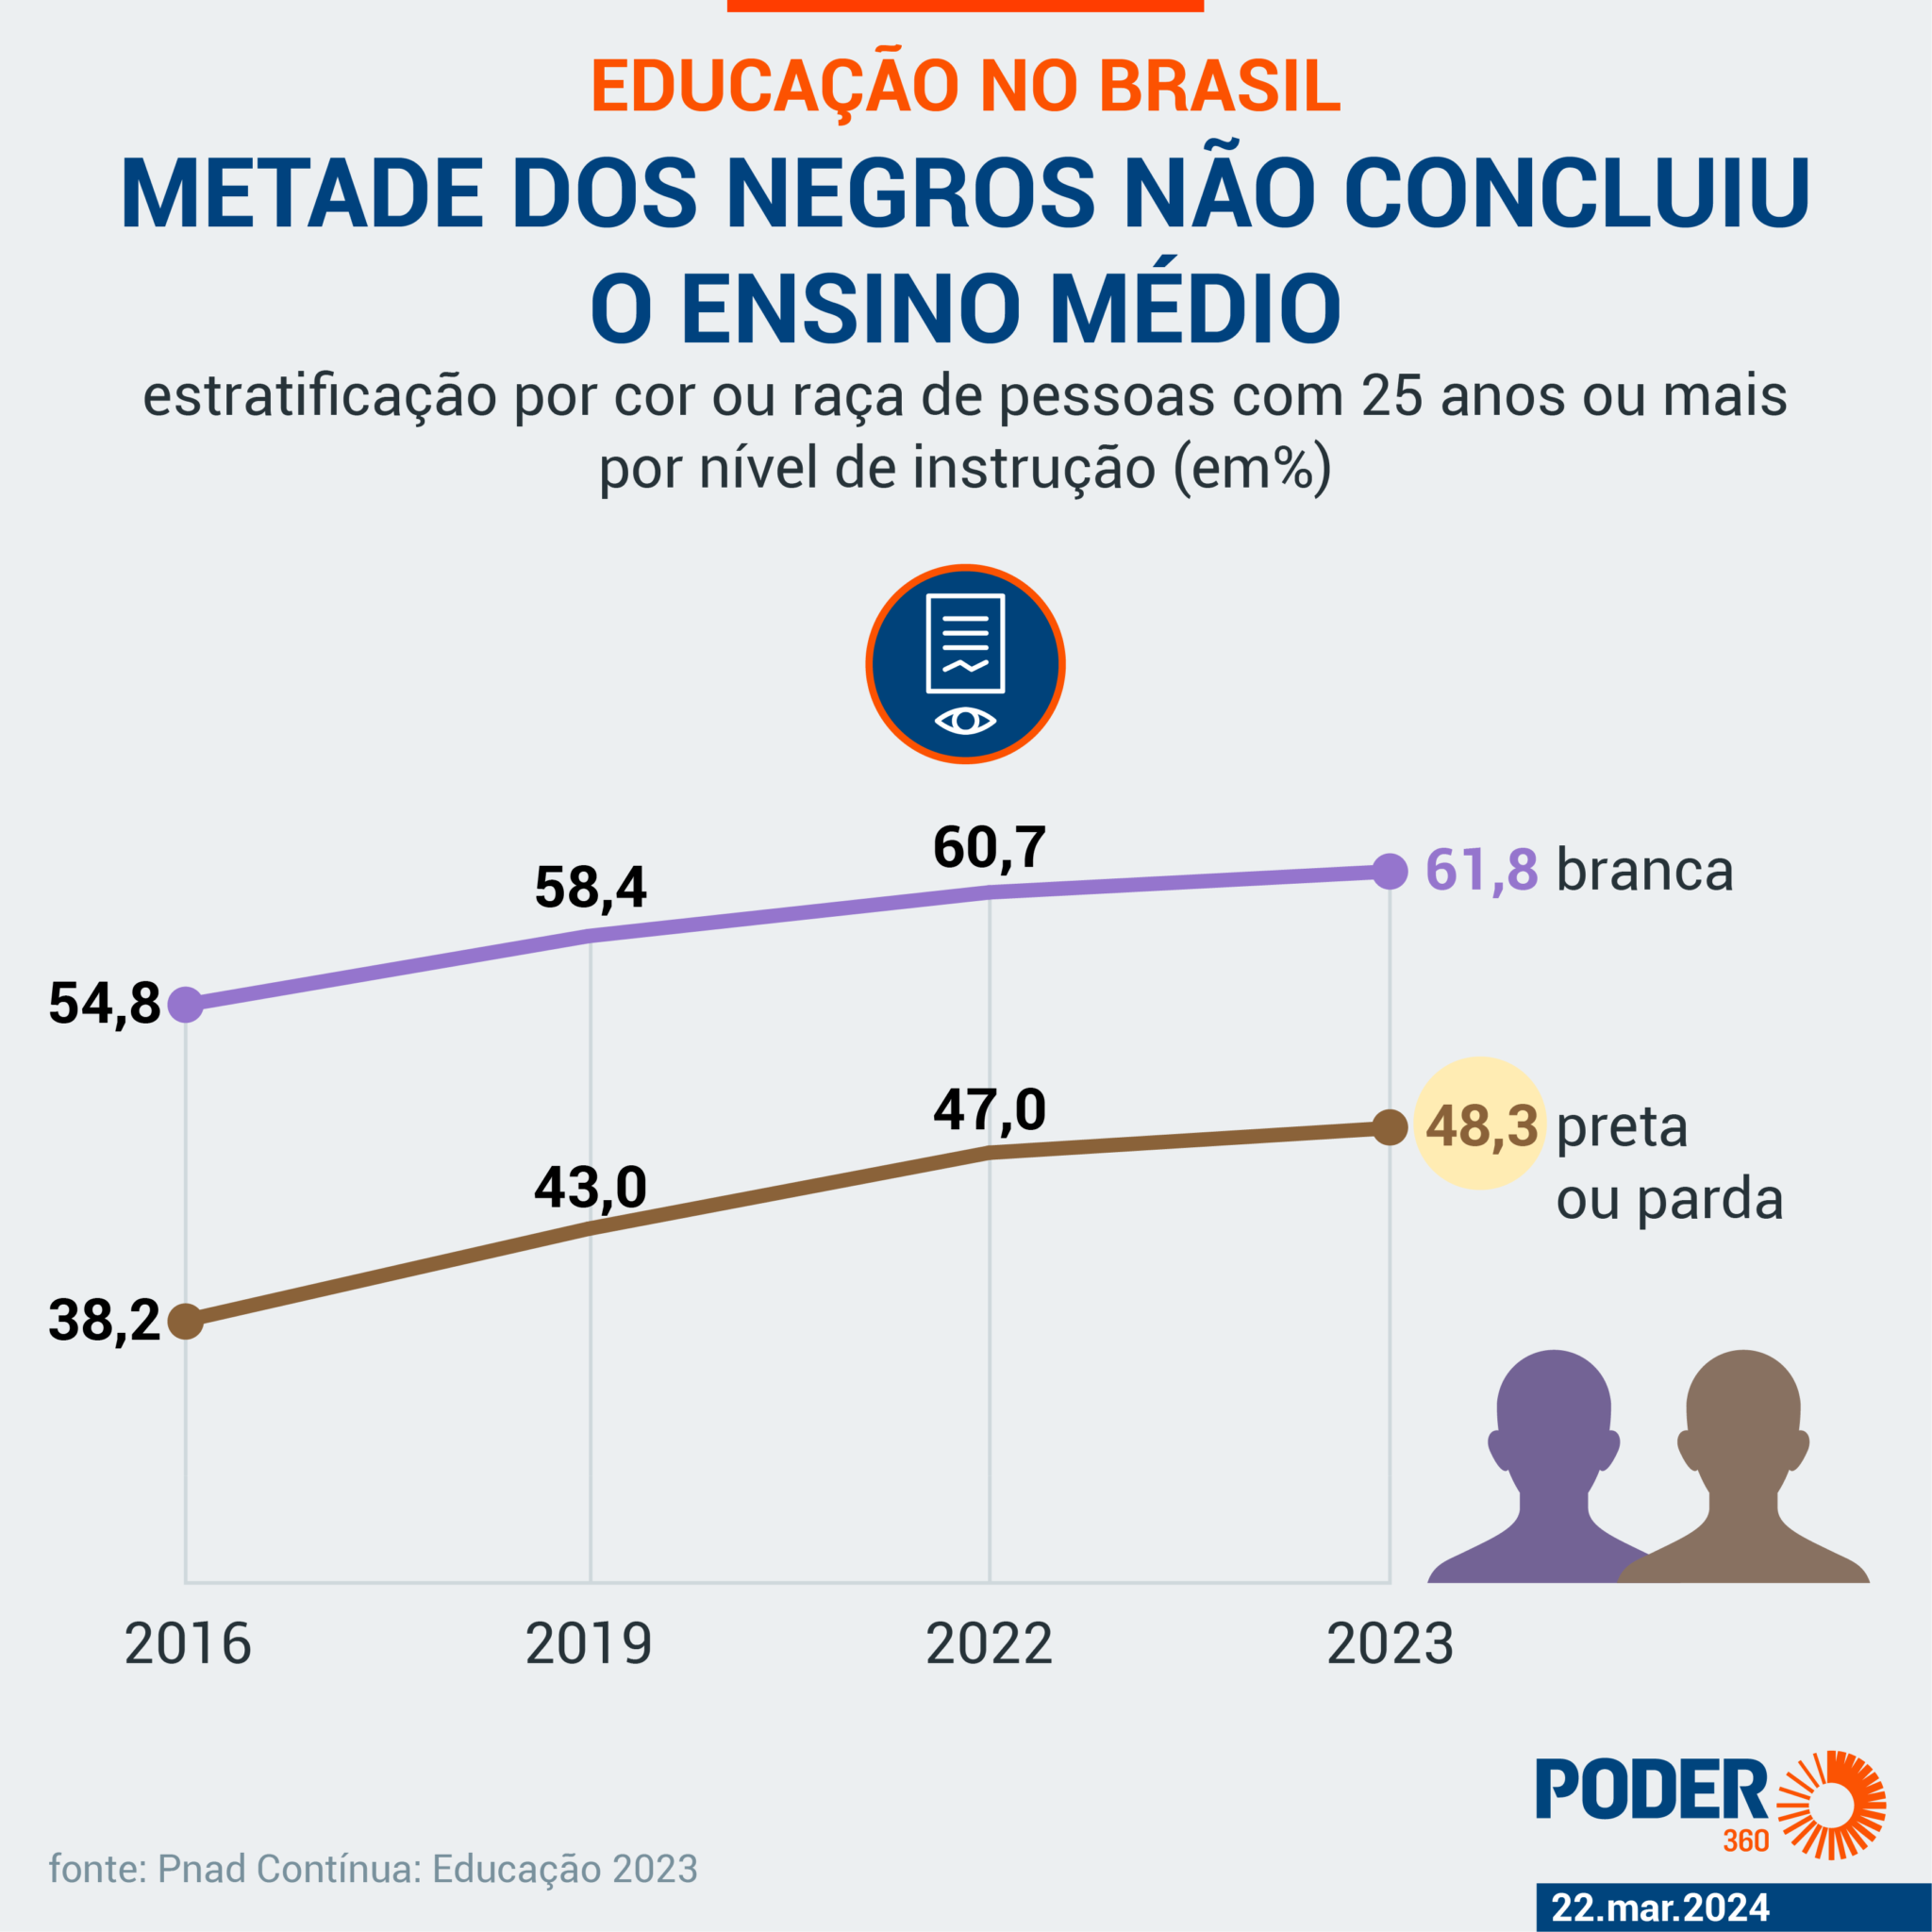 EDUCAÇÃO NO BRASIL
METADE DOS NEGROS NÃO CONCLUIU
O ENSINO MÉDIO
estratificação por cor ou raça de pessoas com 25 anos ou mais
por nível de instrução (em%)
60,7
58,4
61,8 branca
54,8
47,0
48,3 preta
ou parda
43,0
38,2
2016 2019 2022 2023
PODER
360
fonte: Pnad Contínua: Educação 2023
22.mar.2024